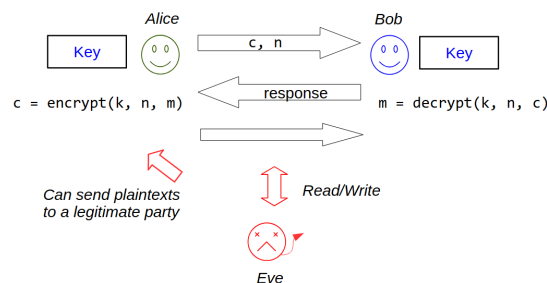 Alice
Bob
Key
c, n
Key
response
c = encrypt(k, n, m)
m = decrypt(k, n, c)
Can send plaintexts
to a legitimate party
Read/Write
Eve